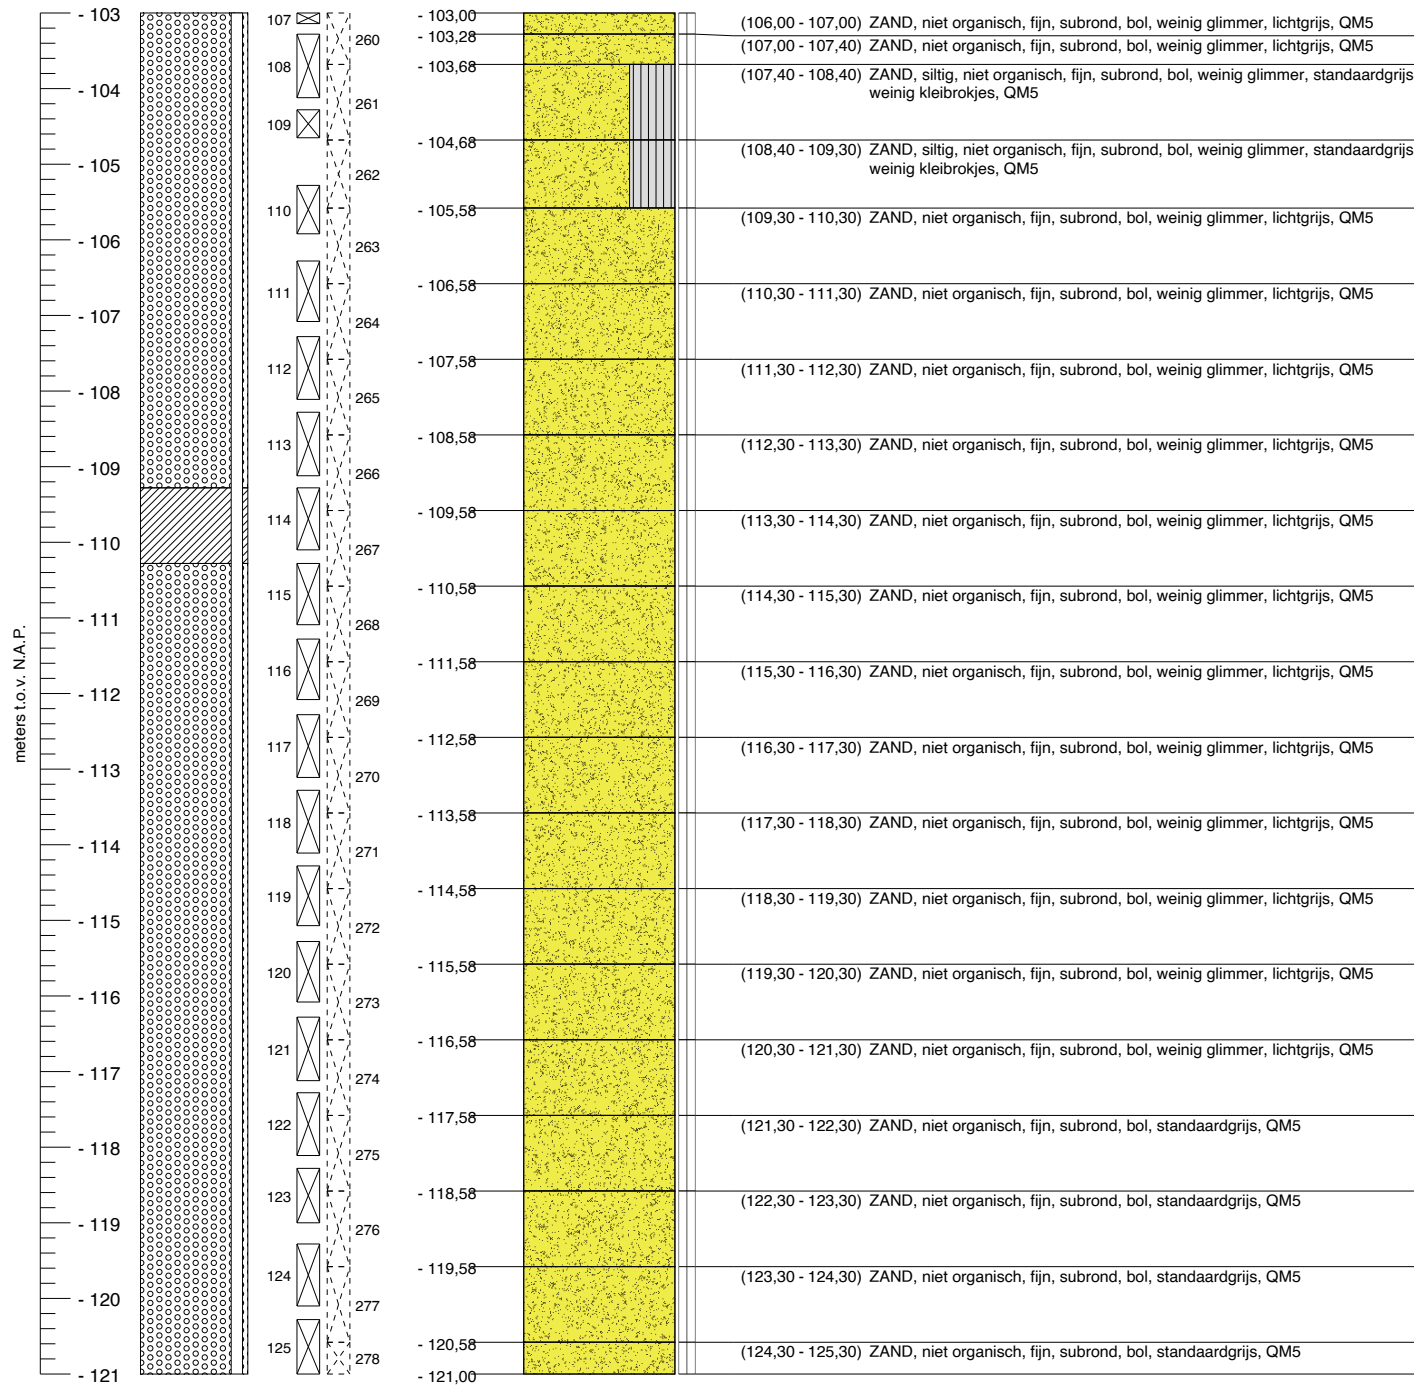 - 103 107 - 103,00 (106,00 - 107,00) ZAND, niet organisch, fijn, subrond, bol, weinig glimmer, lichtgrijs, QM5
260 - 103,28
(107,00 - 107,40) ZAND, niet organisch, fijn, subrond, bol, weinig glimmer, lichtgrijs, QM5
108 - 103,68 (107,40 - 108,40) ZAND, siltig, niet organisch, fijn, subrond, bol, weinig glimmer, standaardgrijs
- 104 weinig kleibrokjes, QM5
261
109
- 104,68 (108,40 - 109,30) ZAND, siltig, niet organisch, fijn, subrond, bol, weinig glimmer, standaardgrijs
- 105 weinig kleibrokjes, QM5
262
110 - 105,58 (109,30 - 110,30) ZAND, niet organisch, fijn, subrond, bol, weinig glimmer, lichtgrijs, QM5
- 106 263
111 - 106,58 (110,30 - 111,30) ZAND, niet organisch, fijn, subrond, bol, weinig glimmer, lichtgrijs, QM5
- 107 264
112 - 107,58 (111,30 - 112,30) ZAND, niet organisch, fijn, subrond, bol, weinig glimmer, lichtgrijs, QM5
- 108 265
113 - 108,58 (112,30 - 113,30) ZAND, niet organisch, fijn, subrond, bol, weinig glimmer, lichtgrijs, QM5
- 109 266
114 - 109,58 (113,30 - 114,30) ZAND, niet organisch, fijn, subrond, bol, weinig glimmer, lichtgrijs, QM5
- 110 267
115 - 110,58 (114,30 - 115,30) ZAND, niet organisch, fijn, subrond, bol, weinig glimmer, lichtgrijs, QM5
- 111 268
meters t.o.v. N.A.P.
116 - 111,58 (115,30 - 116,30) ZAND, niet organisch, fijn, subrond, bol, weinig glimmer, lichtgrijs, QM5
- 112 269
117 - 112,58 (116,30 - 117,30) ZAND, niet organisch, fijn, subrond, bol, weinig glimmer, lichtgrijs, QM5
- 113 270
118 - 113,58 (117,30 - 118,30) ZAND, niet organisch, fijn, subrond, bol, weinig glimmer, lichtgrijs, QM5
- 114 271
119 - 114,58 (118,30 - 119,30) ZAND, niet organisch, fijn, subrond, bol, weinig glimmer, lichtgrijs, QM5
- 115 272
120 - 115,58 (119,30 - 120,30) ZAND, niet organisch, fijn, subrond, bol, weinig glimmer, lichtgrijs, QM5
- 116 273
121 - 116,58 (120,30 - 121,30) ZAND, niet organisch, fijn, subrond, bol, weinig glimmer, lichtgrijs, QM5
- 117 274
122 - 117,58 (121,30 - 122,30) ZAND, niet organisch, fijn, subrond, bol, standaardgrijs, QM5
- 118 275
123 - 118,58 (122,30 - 123,30) ZAND, niet organisch, fijn, subrond, bol, standaardgrijs, QM5
- 119 276
124 - 119,58 (123,30 - 124,30) ZAND, niet organisch, fijn, subrond, bol, standaardgrijs, QM5
- 120 277
125 - 120,58 (124,30 - 125,30) ZAND, niet organisch, fijn, subrond, bol, standaardgrijs, QM5
278
- 121 - 121,00